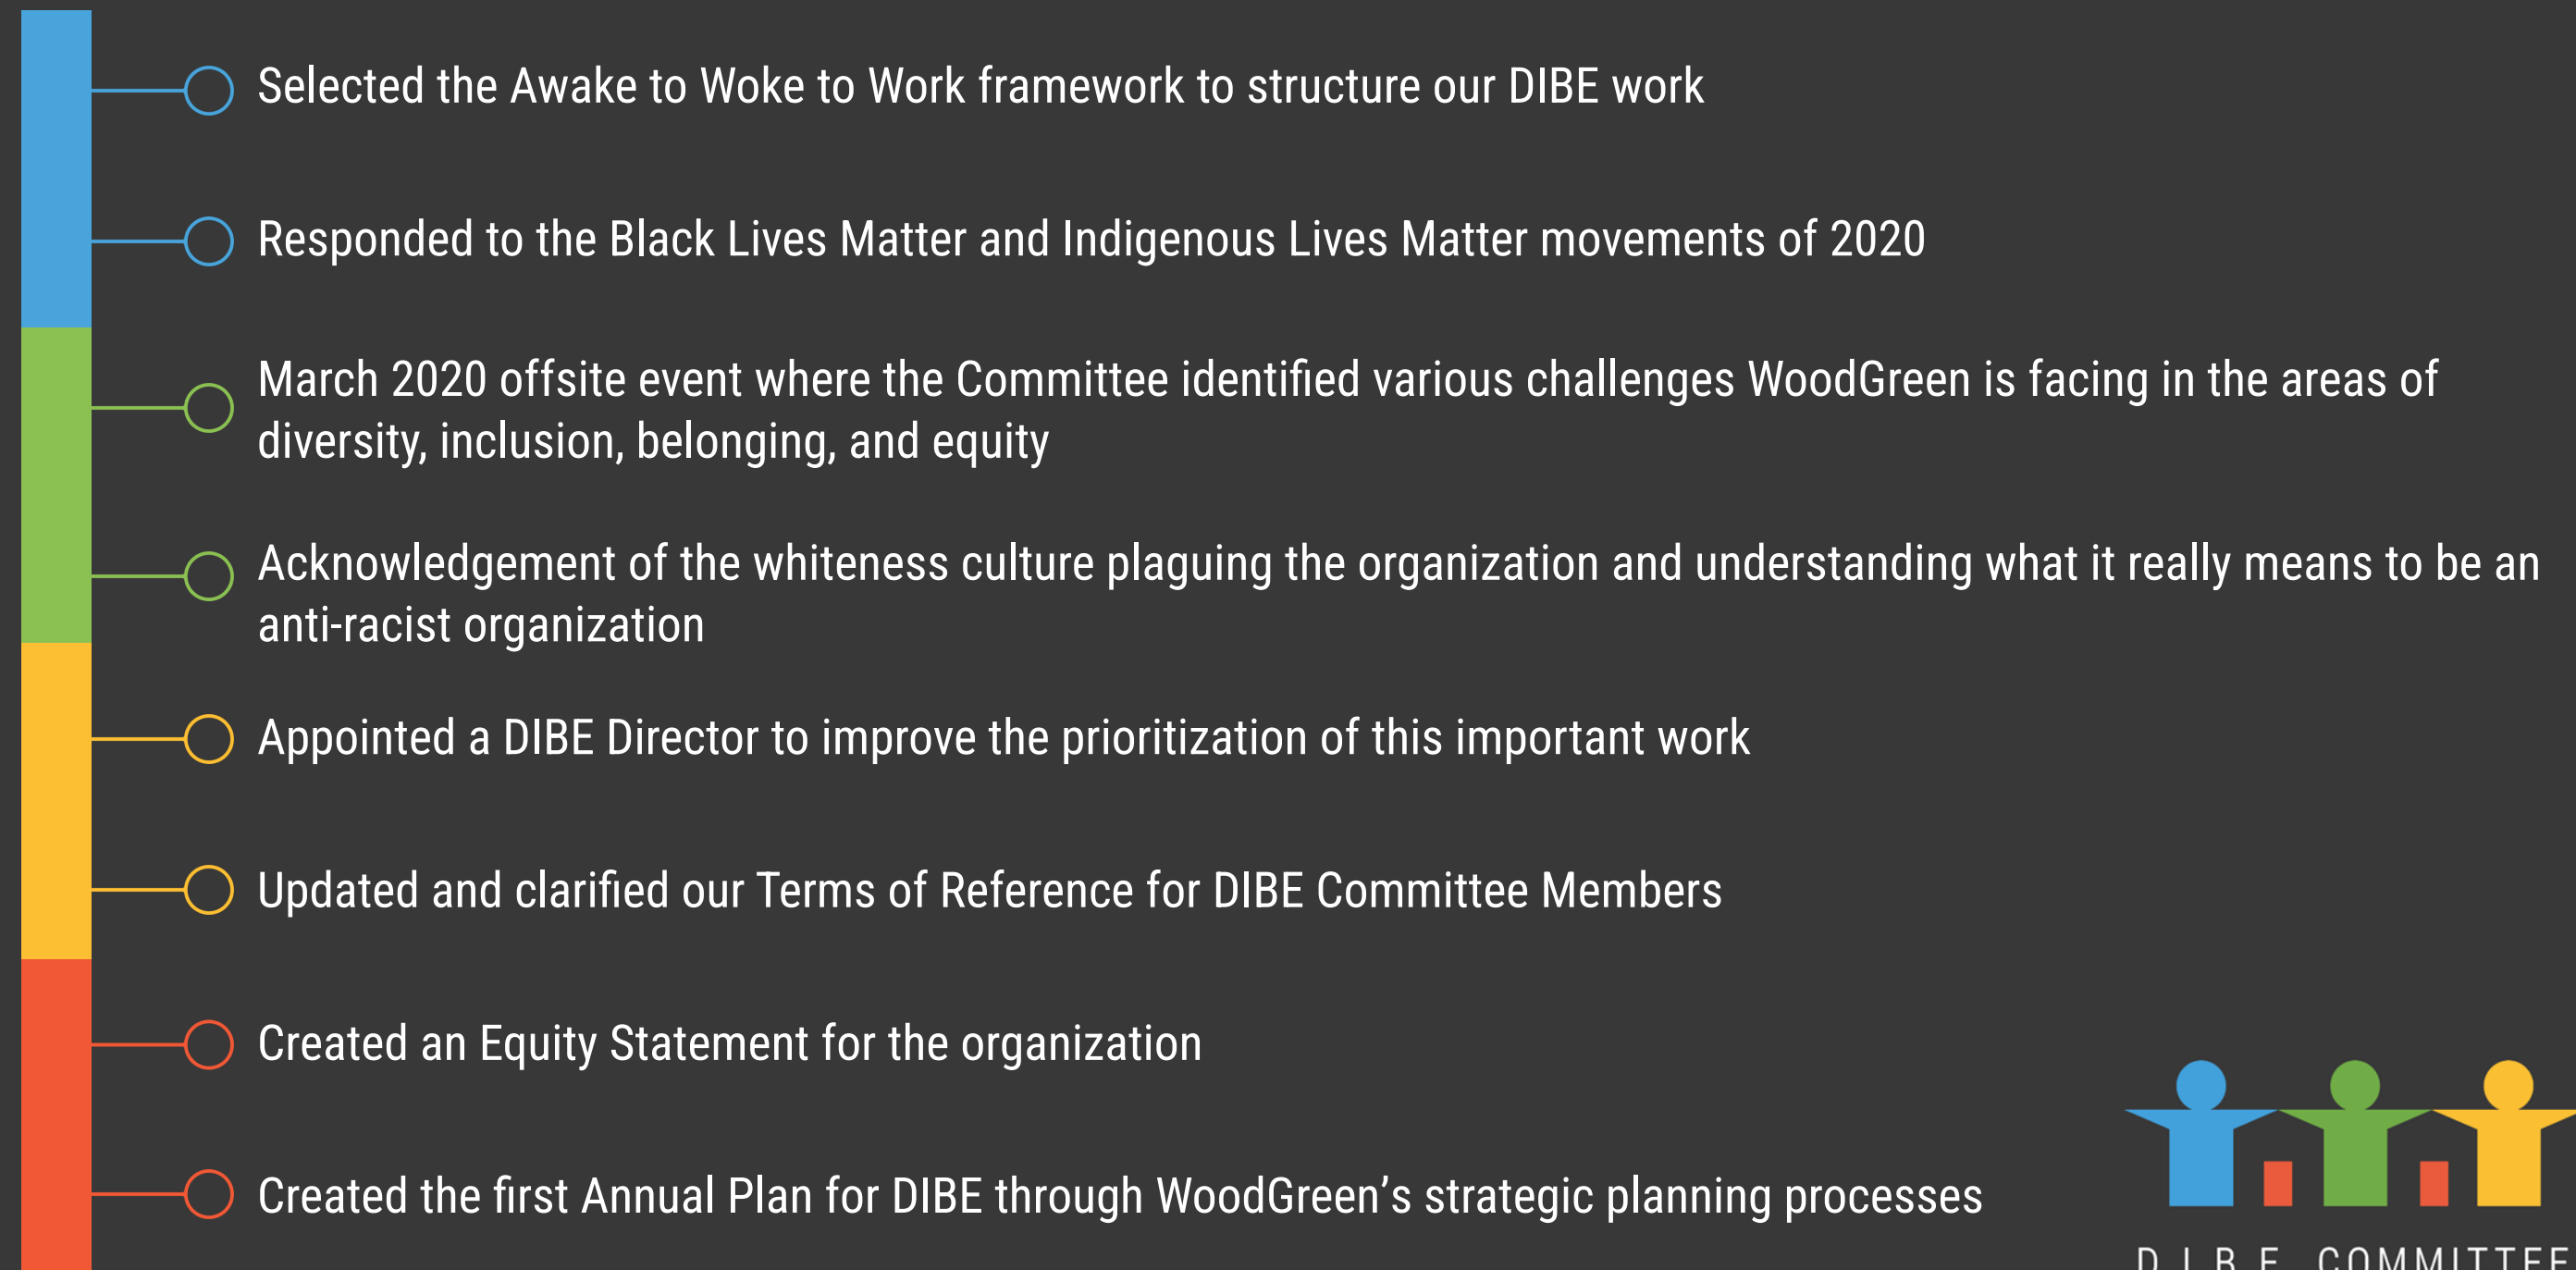 Selected the Awake to Woke to Work framework to structure our DIBE work
Responded to the Black Lives Matter and Indigenous Lives Matter movements of 2020
March 2020 offsite event where the Committee identified various challenges WoodGreen is facing in the areas of
diversity, inclusion, belonging, and equity
Acknowledgement of the whiteness culture plaguing the organization and understanding what it really means to be an
anti-racist organization
Appointed a DIBE Director to improve the prioritization of this important work
Updated and clarified our Terms of Reference for DIBE Committee Members
Created an Equity Statement for the organization
Created the first Annual Plan for DIBE through WoodGreen’s strategic planning processes
D I B E COMMITTEE